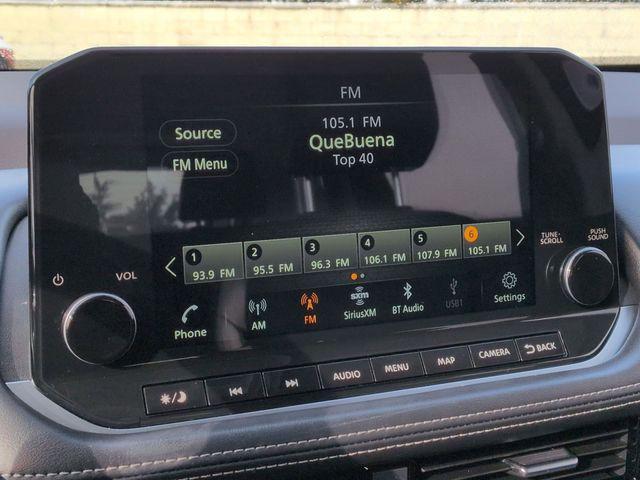 FM
105.1 FM
QueBuena
Top 40
Source
FM Menu
1
93.9 FM
2
95.5 FM
3
96.3 FM
4
106.1 FM
5
107.9 FM
6
105.1 FM
Phone
AM
FM
sxm
SiriusXM
BT Audio
USB1
Settings
VOL
TUNE-
SCROLL
PUSH
SOUND
AUDIO
MENU
MAP
CAMERA
BACK